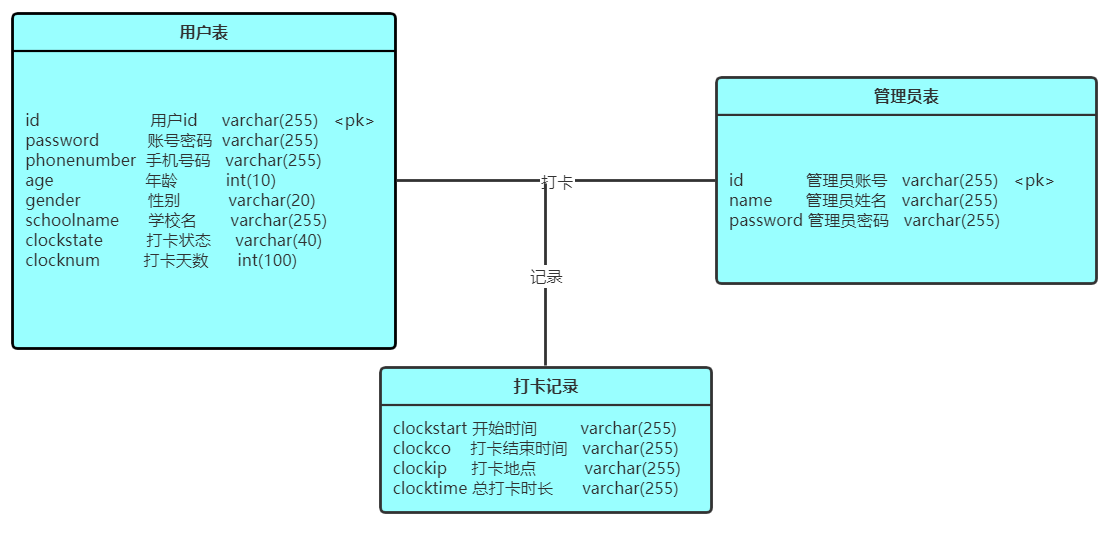 用户表
id 用户id varchar(255) <pk>
password 账号密码 varchar(255)
phonenumber 手机号码 varchar(255)
age 年龄 int(10)
gender 性别 varchar(20)
schoolname 学校名 varchar(255)
clockstate 打卡状态 varchar(40)
clocknum 打卡天数 int(100)
打卡
管理员表
id 管理员账号 varchar(255) <pk>
name 管理员姓名 varchar(255)
password 管理员密码 varchar(255)
记录
打卡记录
clockstart 开始时间 varchar(255)
clockco 打卡结束时间 varchar(255)
clockip 打卡地点 varchar(255)
clocktime 总打卡时长 varchar(255)